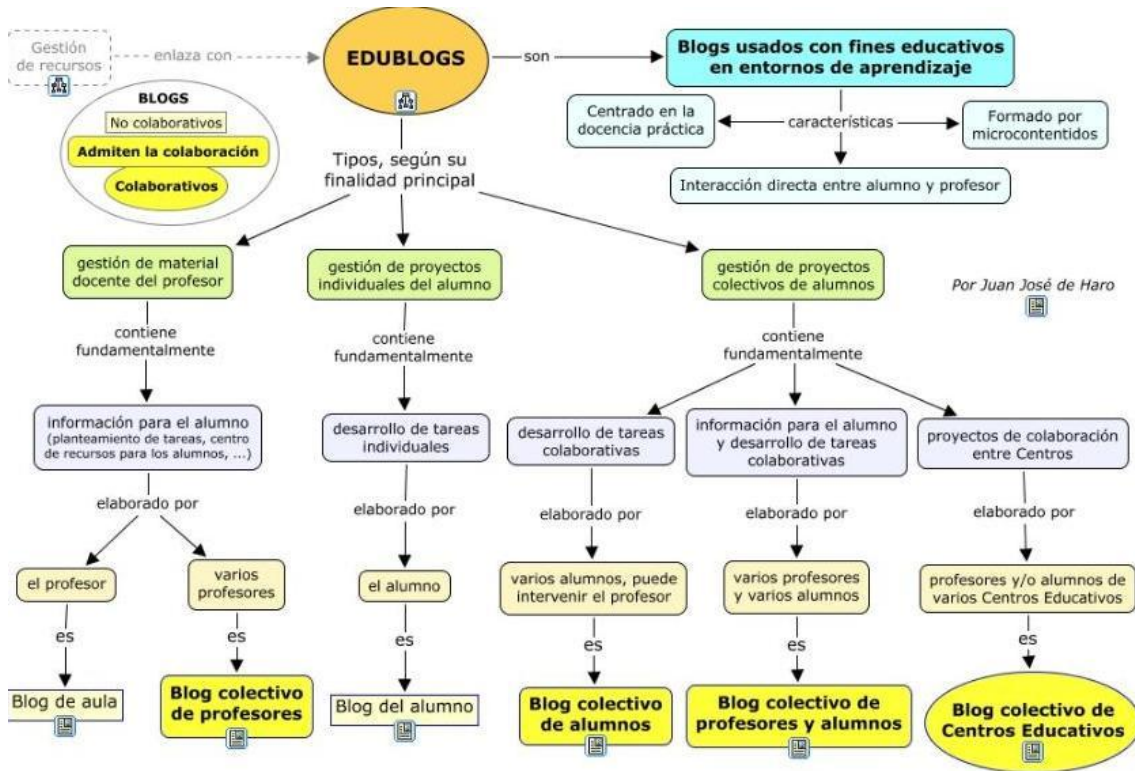 Gestión
de recursos
enlaza con
EDUBLOGS
son
Blogs usados con fines educativos
en entornos de aprendizaje
BLOGS
No colaborativos
Admiten la colaboración
Colaborativos
Centrado en la
docencia práctica
características
Formado por
microcontenidos
Interacción directa entre alumno y profesor
Tipos, según su
finalidad principal
gestión de material
docente del profesor
gestión de proyectos
individuales del alumno
gestión de proyectos
colectivos de alumnos
Por Juan José de Haro
contiene
fundamentalmente
contiene
fundamentalmente
contiene
fundamentalmente
información para el alumno
(planteamiento de tareas, centro
de recursos para los alumnos, ...)
desarrollo de tareas
individuales
desarrollo de tareas
colaborativas
información para el alumno
y desarrollo de tareas
colaborativas
proyectos de colaboración
entre Centros
elaborado por
elaborado por
elaborado por
elaborado por
elaborado por
el profesor
varios
profesores
el alumno
varios alumnos, puede
intervenir el profesor
varios profesores
y varios alumnos
profesores y/o alumnos de
varios Centros Educativos
es
es
es
es
es
es
Blog de aula
Blog colectivo
de profesores
Blog del alumno
Blog colectivo
de alumnos
Blog colectivo de
profesores y alumnos
Blog colectivo de
Centros Educativos